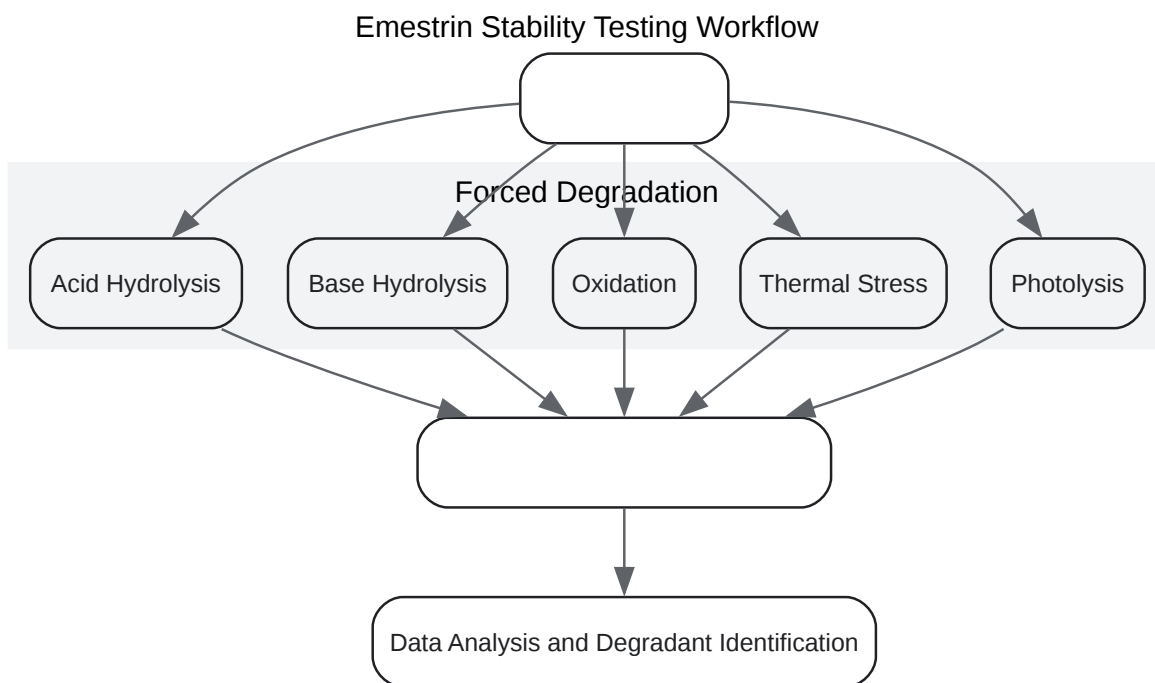 Emestrin Stability Testing Workflow
Forced Degradation
Acid Hydrolysis
Base Hydrolysis
Oxidation
Thermal Stress
Photolysis
Data Analysis and Degradant Identification